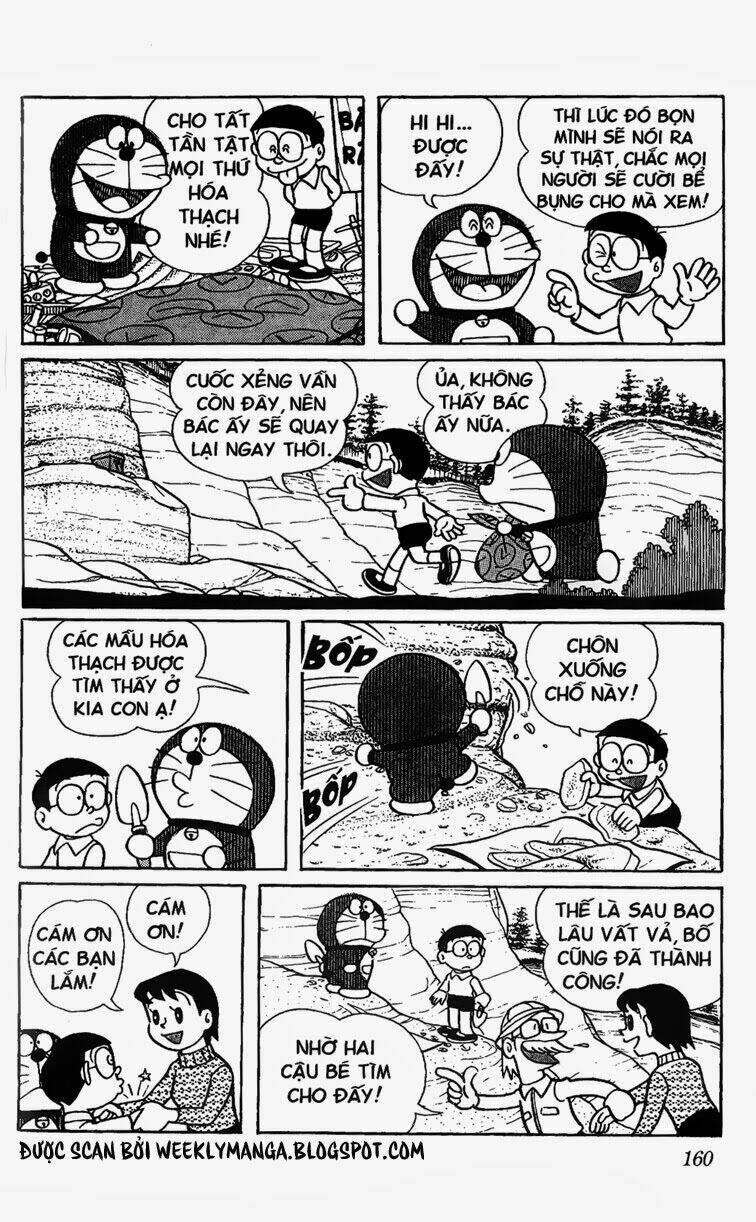 CHO TẤT
TẦN TẬT
MỌI THỨ
HÓA
THẠCH
NHÉ!
HI HI...
ĐƯỢC
ĐẤY!
THÌ LÚC ĐÓ BỌN
MÌNH SẼ NÓI RA
SỰ THẬT, CHẮC MỌI
NGƯỜI SẼ CƯỜI BỂ
BỤNG CHO MÀ XEM!
CUỐC XẺNG VẪN
CÒN ĐÂY, NÊN
BÁC ẤY SẼ QUAY
LẠI NGAY THÔI.
ỦA, KHÔNG
THẤY BÁC
ẤY NỮA.
CÁC MẪU HÓA
THẠCH ĐƯỢC
TÌM THẤY Ở
KIA CON Ạ!
BỐP
BỐP
CHÔN
XUỐNG
CHỖ NÀY!
CÁM ƠN
CÁC BẠN
LẮM!
CÁM
ƠN!
THẾ LÀ SAU BAO
LÂU VẤT VẢ, BỐ
CŨNG ĐÃ THÀNH
CÔNG!
NHỜ HAI
CẬU BÉ TÌM
CHO ĐẤY!
ĐƯỢC SCAN BỞI WEEKLYMANGA.BLOGSPOT.COM
160